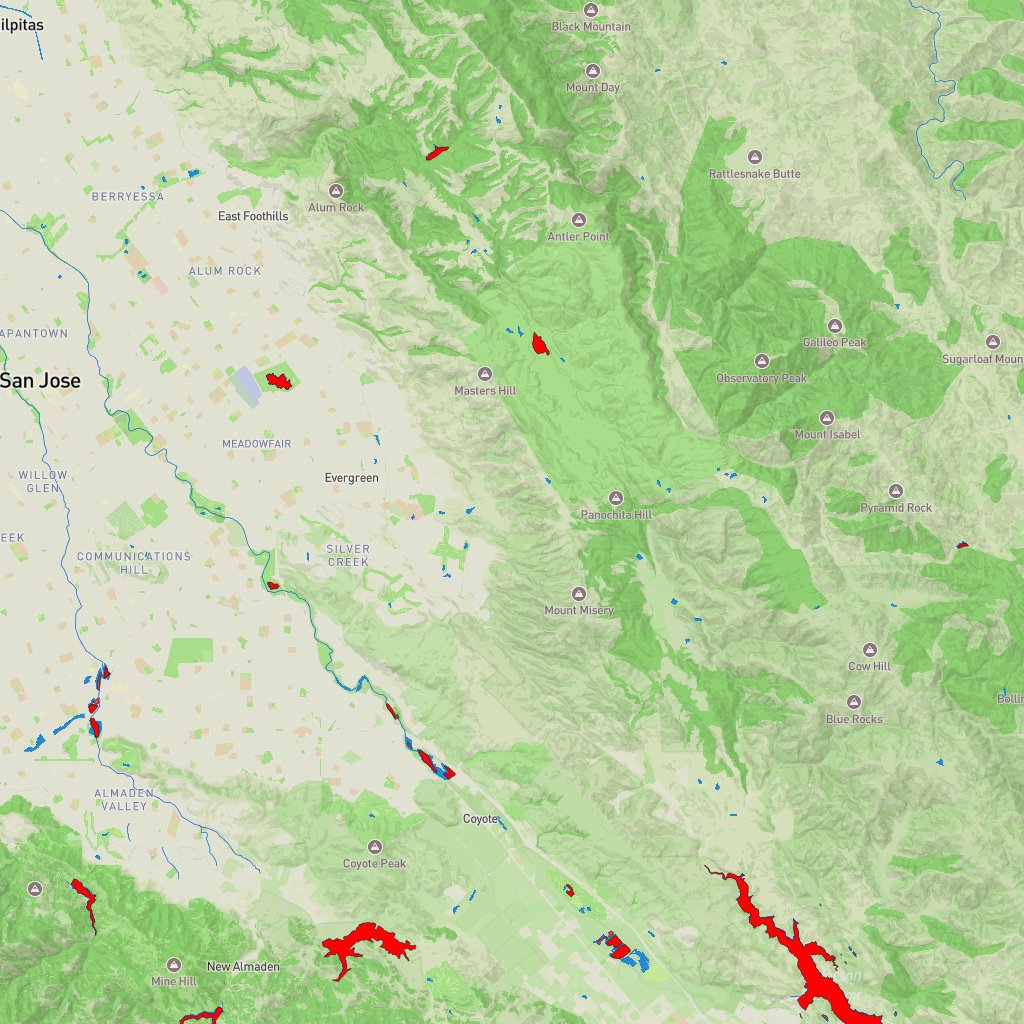 ilpitas
Black Mountain
Mount Day
Rattlesnake Butte
BERRYESSA
Alum Rock
East Foothills
Antler Point
ALUM ROCK
APANTOWN
Galileo Peak
Sugarloaf Moun
San Jose
Masters Hill
Observatory Peak
Mount Isabel
MEADOWFAIR
WILLOW
GLEN
Evergreen
Pyramid Rock
Panochita Hill
EEK
COMMUNICATIONS
HILL
SILVER
CREEK
Mount Misery
Cow Hill
Bollin
Blue Rocks
ALMADEN
VALLEY
Coyote
Coyote Peak
New Almaden
Mine Hill